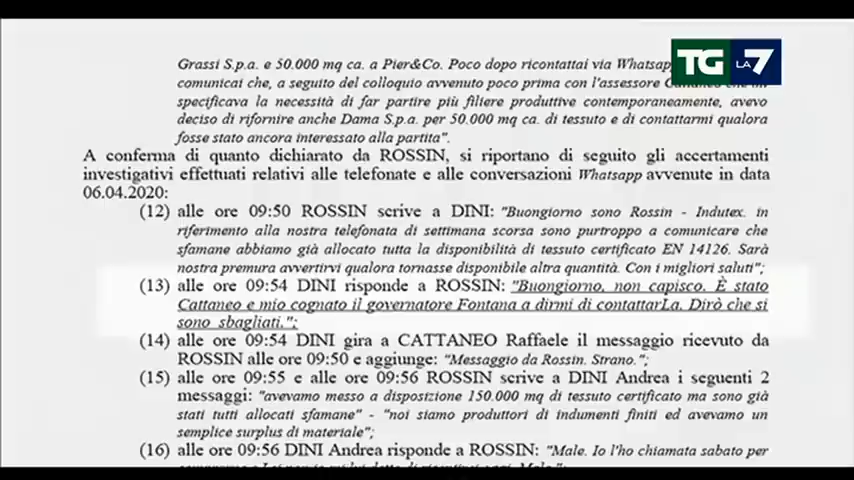 Grassi S.p.a. e 50.000 mq ca. a Pier&Co. Poco dopo ricontattai via Whatsapp
TG LA 7
comunicai che, a seguito del colloquio avvenuto poco prima con l'assessore
specificava la necessità di far partire più filiere produttive contemporaneamente, avevo
deciso di rifornire anche Dama S.p.a. per 50.000 mq ca. di tessuto e di contattarmi qualora
fosse stato ancora interessato alla partita".
A conferma di quanto dichiarato da ROSSIN, si riportano di seguito gli accertamenti
investigativi effettuati relativi alle telefonate e alle conversazioni Whatsapp avvenute in data
06.04.2020:
(12) alle ore 09:50 ROSSIN scrive a DINI: "Buongiorno sono Rossin - Indutex. in
riferimento alla nostra telefonata di settimana scorsa sono purtroppo a comunicare che
sfamane abbiamo già allocato tutta la disponibilità di tessuto certificato EN 14126. Sarà
nostra premura avvertirvi qualora tornasse disponibile altra quantità. Con i migliori saluti";
(13) alle ore 09:54 DINI risponde a ROSSIN: "Buongiorno, non capisco. È stato
Cattaneo e mio cognato il governatore Fontana a dirmi di contattarLa. Dirò che si
sono sbagliati.";
(14) alle ore 09:54 DINI gira a CATTANEO Raffaele il messaggio ricevuto da
ROSSIN alle ore 09:50 e aggiunge: "Messaggio da Rossin. Strano.";
(15) alle ore 09:55 e alle ore 09:56 ROSSIN scrive a DINI Andrea i seguenti 2
messaggi: "avevamo messo a disposizione 150.000 mq di tessuto certificato ma sono già
stati tutti allocati sfamane" - "noi siamo produttori di indumenti finiti ed avevamo un
semplice surplus di materiale";
(16) alle ore 09:56 DINI Andrea risponde a ROSSIN: "Male. Io l'ho chiamata sabato per